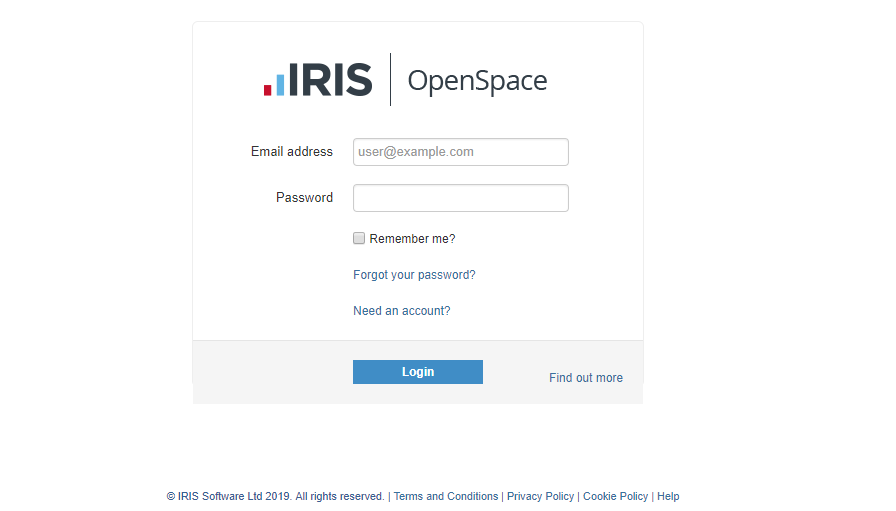 IRIS OpenSpace
Email address user@example.com
Password
Remember me?
Forgot your password?
Need an account?
Login
Find out more
© IRIS Software Ltd 2019. All rights reserved. | Terms and Conditions | Privacy Policy | Cookie Policy | Help